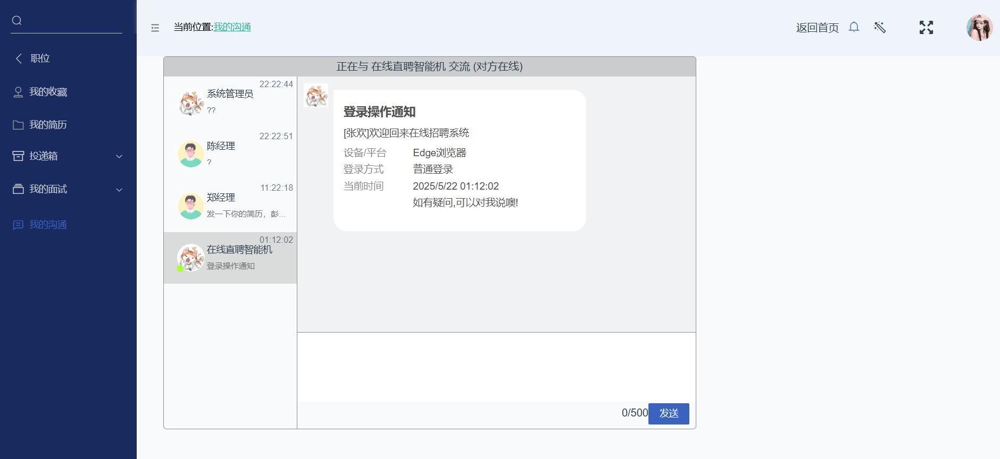 当前位置:我的沟通
返回首页
职位
我的收藏
我的简历
投递箱
我的面试
我的沟通
正在与 在线直聘智能机 交流 (对方在线)
22:22:44
系统管理员
??
22:22:51
陈经理
?
11:22:18
郑经理
发一下你的简历，彭...
01:12:02
在线直聘智能机
登录操作通知
登录操作通知
[张欢]欢迎回来在线招聘系统
设备/平台 Edge浏览器
登录方式 普通登录
当前时间 2025/5/22 01:12:02
如有疑问,可以对我说噢!
0/500 发送